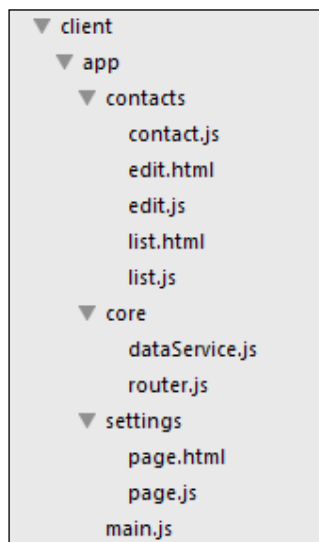 client
app
contacts
contact.js
edit.html
edit.js
list.html
list.js
core
dataService.js
router.js
settings
page.html
page.js
main.js